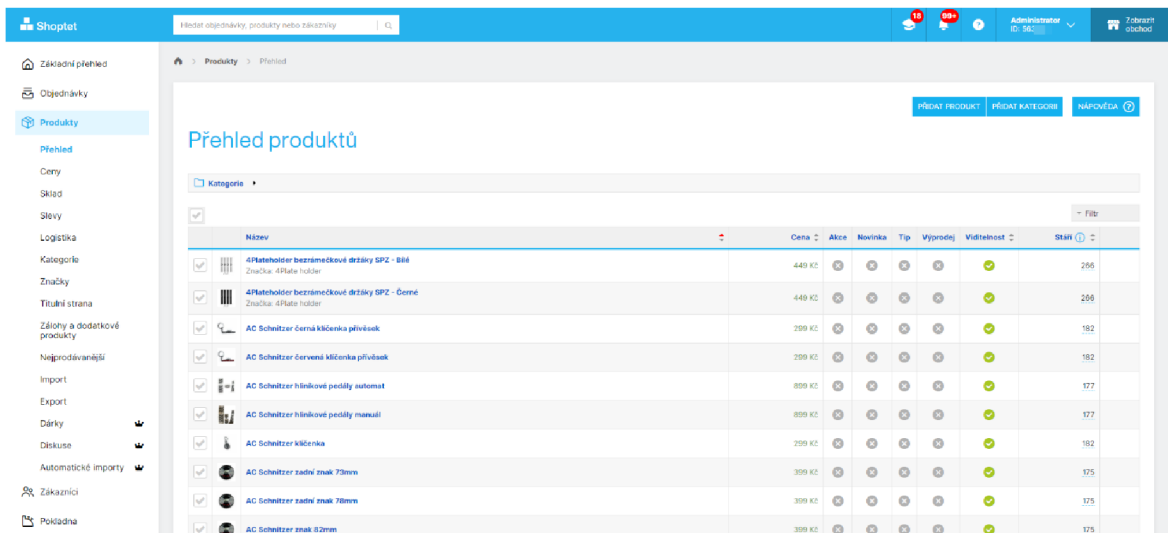 Shoptet
Hledat objednávky, produkty nebo zákazníky
18
99+
Administrator
ID: 56
Zobrazit
obchod
Základní přehled
Objednávky
Produkty
Přehled
Ceny
Sklad
Slevy
Logistika
Kategorie
Značky
Titulní strana
Zálohy a dodatkové
produkty
Nejprodávanější
Import
Export
Dárky
Diskuse
Automatické importy
Zákazníci
Pokladna
Produkty Přehled
PŘIDAT PRODUKT PŘIDAT KATEGORII NÁPOVĚDA
Přehled produktů
Kategorie
Filtr
Název Cena Akce Novinka Tip Výprodej Viditelnost Stáří
4Plateholder bezrámečkové držáky SPZ - Bílé 449 Kč 266
Značka: 4Plate holder
4Plateholder bezrámečkové držáky SPZ - Černé 449 Kč 266
Značka: 4Plate holder
AC Schnitzer černá klíčenka přívěsek 299 Kč 182
AC Schnitzer červená klíčenka přívěsek 299 Kč 182
AC Schnitzer hliníkové pedály automat 899 Kč 177
AC Schnitzer hliníkové pedály manuál 899 Kč 177
AC Schnitzer klíčenka 299 Kč 182
AC Schnitzer zadní znak 73mm 399 Kč 175
AC Schnitzer zadní znak 78mm 399 Kč 175
AC Schnitzer znak 82mm 399 Kč 175